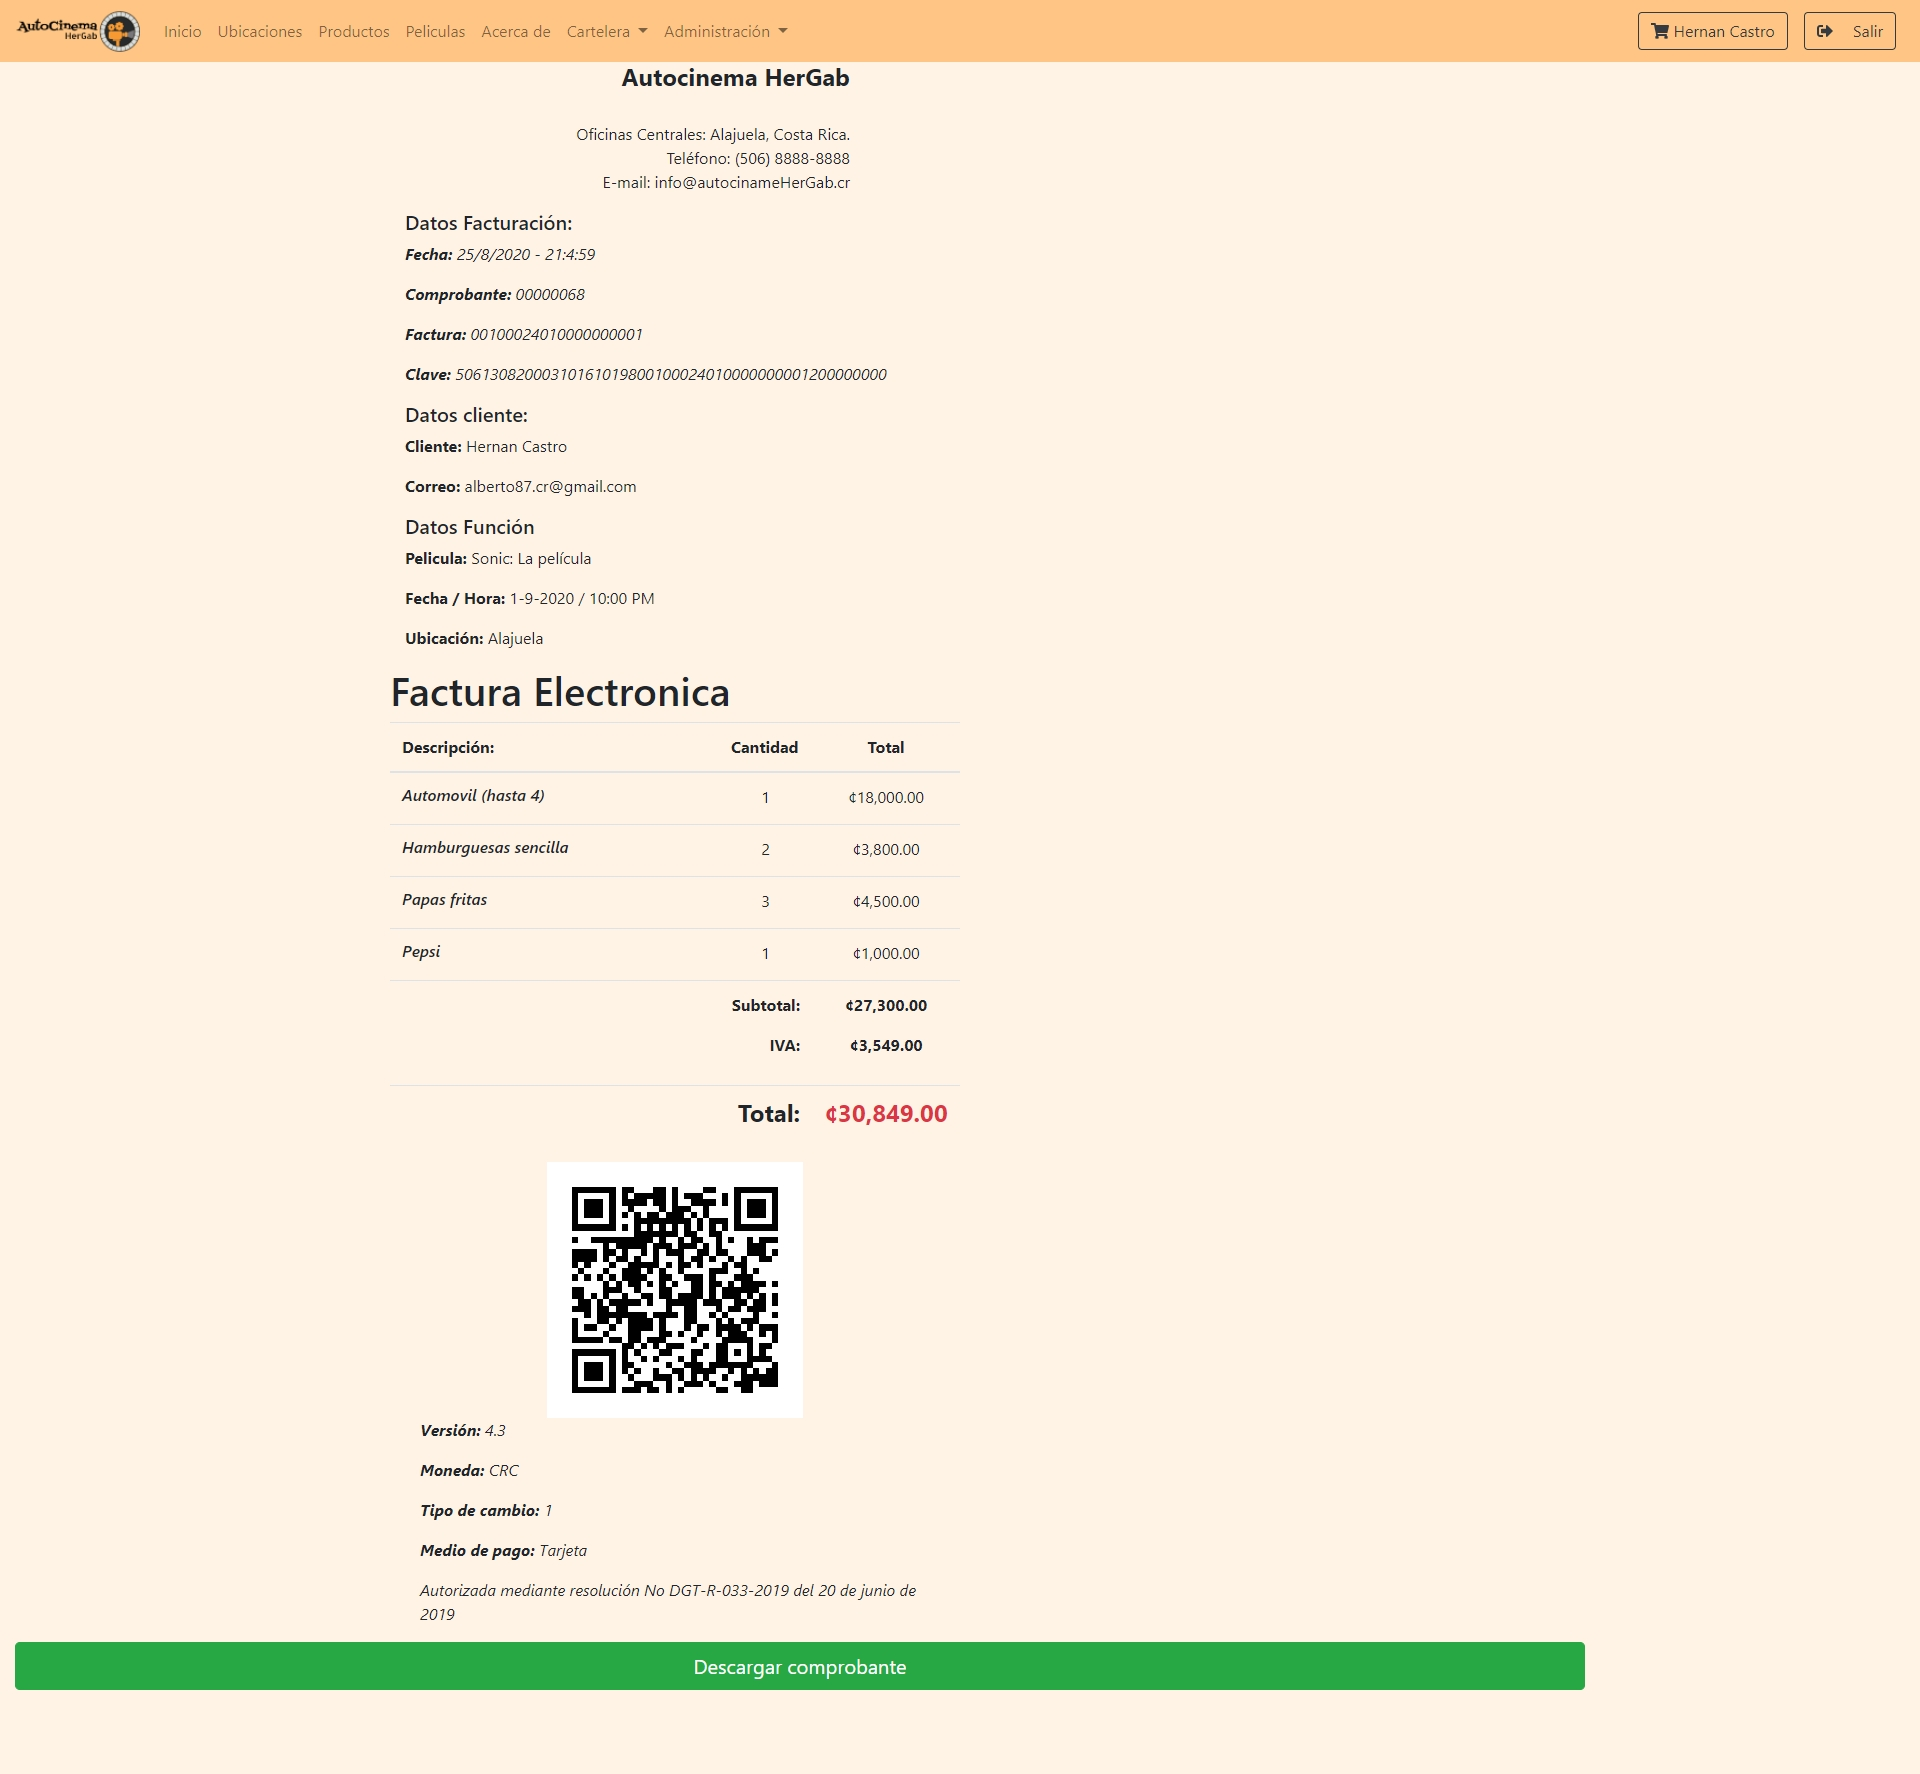 AutoCinema
HerGab
Inicio Ubicaciones Productos Peliculas Acerca de Cartelera Administración Hernan Castro Salir
Autocinema HerGab
Oficinas Centrales: Alajuela, Costa Rica.
Teléfono: (506) 8888-8888
E-mail: info@autocinameHerGab.cr
Datos Facturación:
Fecha: 25/8/2020 - 21:4:59
Comprobante: 00000068
Factura: 00100024010000000001
Clave: 50613082000310161019800100024010000000001200000000
Datos cliente:
Cliente: Hernan Castro
Correo: alberto87.cr@gmail.com
Datos Función
Pelicula: Sonic: La película
Fecha / Hora: 1-9-2020 / 10:00 PM
Ubicación: Alajuela
Factura Electronica
Descripción: Cantidad Total
Automovil (hasta 4) 1 ¢18,000.00
Hamburguesas sencilla 2 ¢3,800.00
Papas fritas 3 ¢4,500.00
Pepsi 1 ¢1,000.00
Subtotal: ¢27,300.00
IVA: ¢3,549.00
Total: ¢30,849.00
Versión: 4.3
Moneda: CRC
Tipo de cambio: 1
Medio de pago: Tarjeta
Autorizada mediante resolución No DGT-R-033-2019 del 20 de junio de
2019
Descargar comprobante